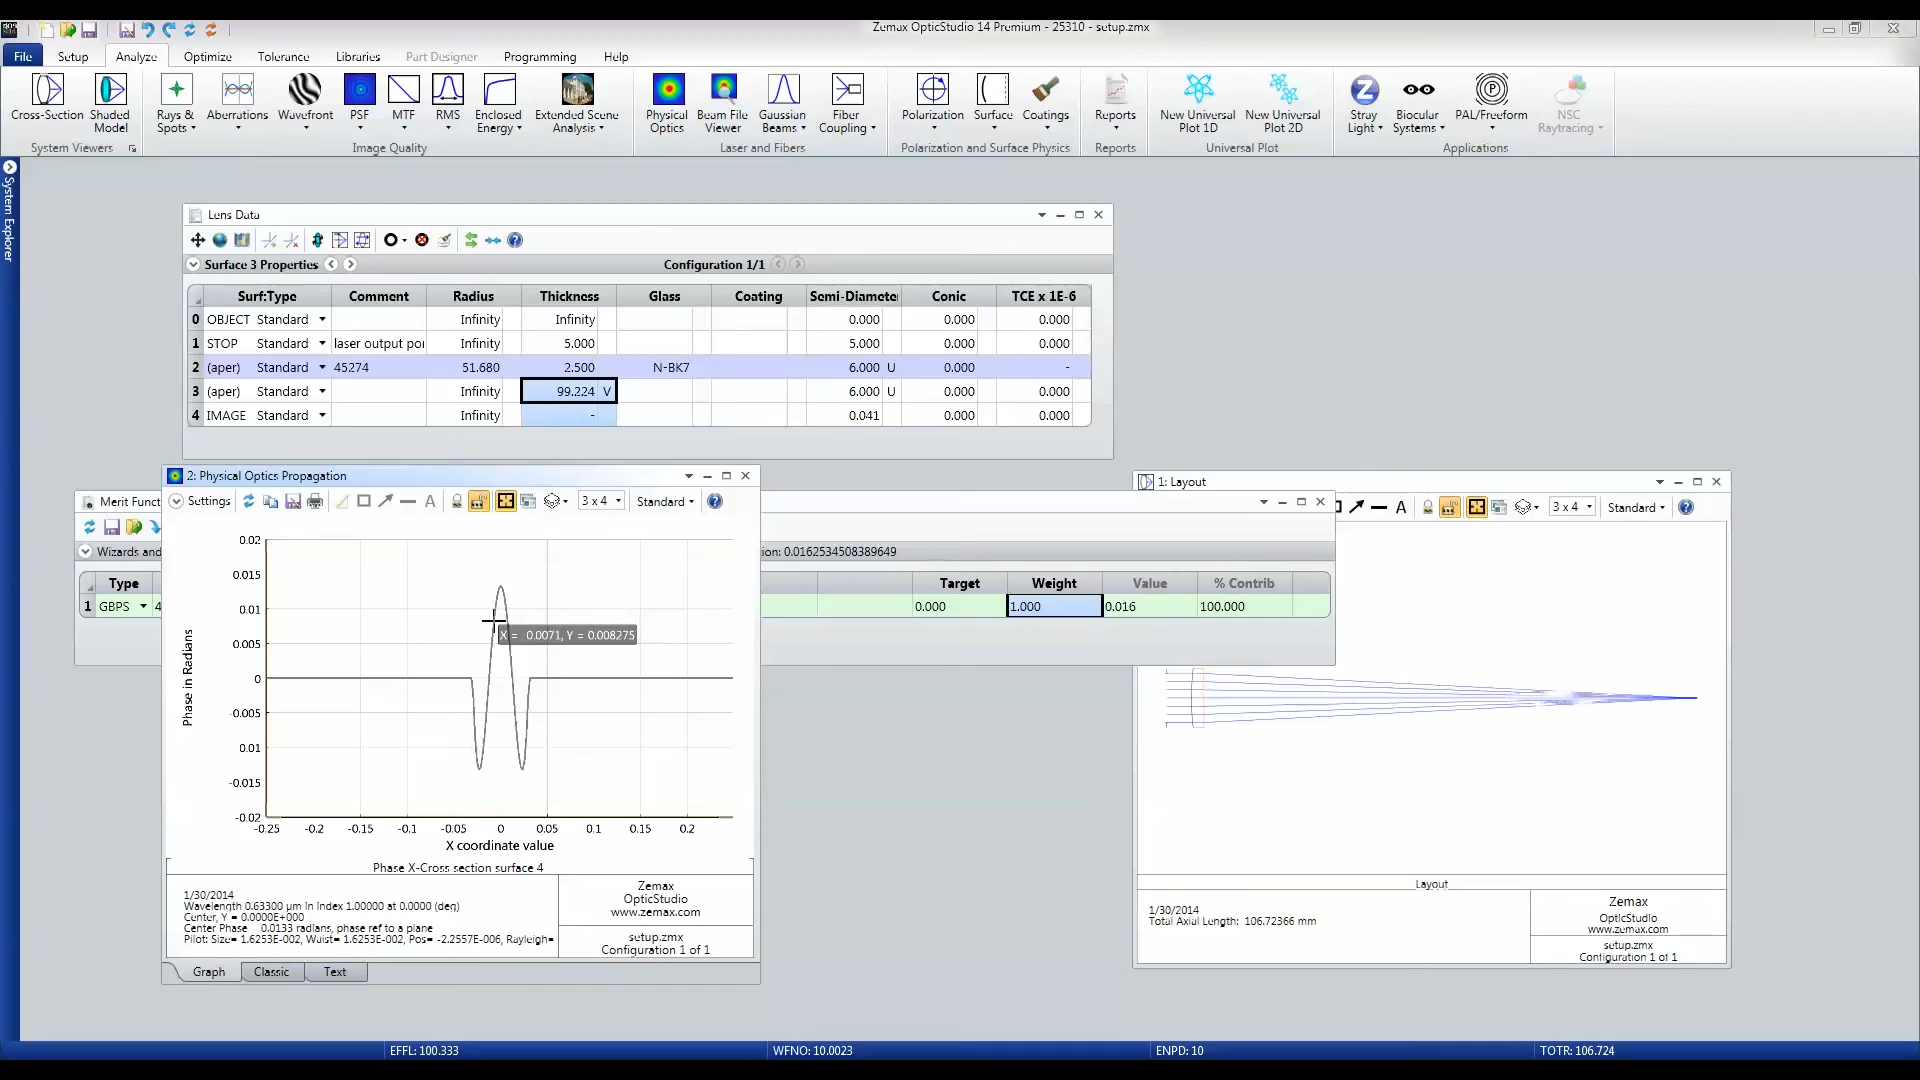 Zemax OpticStudio 14 Premium - 25310 - setup.zmx
File Setup Analyze Optimize Tolerance Libraries Part Designer Programming Help
Cross-Section Shaded Model Rays & Spots Aberrations Wavefront PSF MTF RMS Enclosed Energy Extended Scene Analysis Physical Optics Beam File Viewer Gaussian Beams Fiber Coupling Polarization Surface Coatings Reports New Universal Plot 1D New Universal Plot 2D Stray Light Biocular Systems PAL/Freeform NSC Raytracing
System Viewers Image Quality Laser and Fibers Polarization and Surface Physics Reports Universal Plot Applications
System Explorer
Lens Data
Surface 3 Properties Configuration 1/1
Surf:Type Comment Radius Thickness Glass Coating Semi-Diamete Conic TCE x 1E-6
0 OBJECT Standard Infinity Infinity 0.000 0.000 0.000
1 STOP Standard laser output poi Infinity 5.000 5.000 0.000 0.000
2 (aper) Standard 45274 51.680 2.500 N-BK7 6.000 U 0.000 -
3 (aper) Standard Infinity 99.224 V 6.000 U 0.000 0.000
4 IMAGE Standard Infinity - 0.041 0.000 0.000
2: Physical Optics Propagation
Settings 3 x 4 Standard
0.02
0.015
0.01
0.005
0
-0.005
0.01
-0.015
-0.02
Phase in Radians
X = 0.0071, Y = 0.008275
-0.25 -0.2 -0.15 -0.1 -0.05 0 0.05 0.1 0.15 0.2
X coordinate value
Phase X-Cross section surface 4
1/30/2014
Wavelength 0.63300 µm in Index 1.00000 at 0.0000 (deg)
Center, Y = 0.0000E+000
Center Phase 0.0133 radians, phase ref to a plane
Pilot: Size= 1.6253E-002, Waist= 1.6253E-002, Pos= -2.2557E-006, Rayleigh=
Zemax
OpticStudio
www.zemax.com
setup.zmx
Configuration 1 of 1
Graph Classic Text
Merit Funct
Wizards and
ion: 0.0162534508389649
Type Target Weight Value % Contrib
1 GBPS 4 0.000 1.000 0.016 100.000
1: Layout
3 x 4 Standard
Layout
1/30/2014
Total Axial Length: 106.72366 mm
Zemax
OpticStudio
www.zemax.com
setup.zmx
Configuration 1 of 1
EFFL: 100.333 WFNO: 10.0023 ENPD: 10 TOTR: 106.724